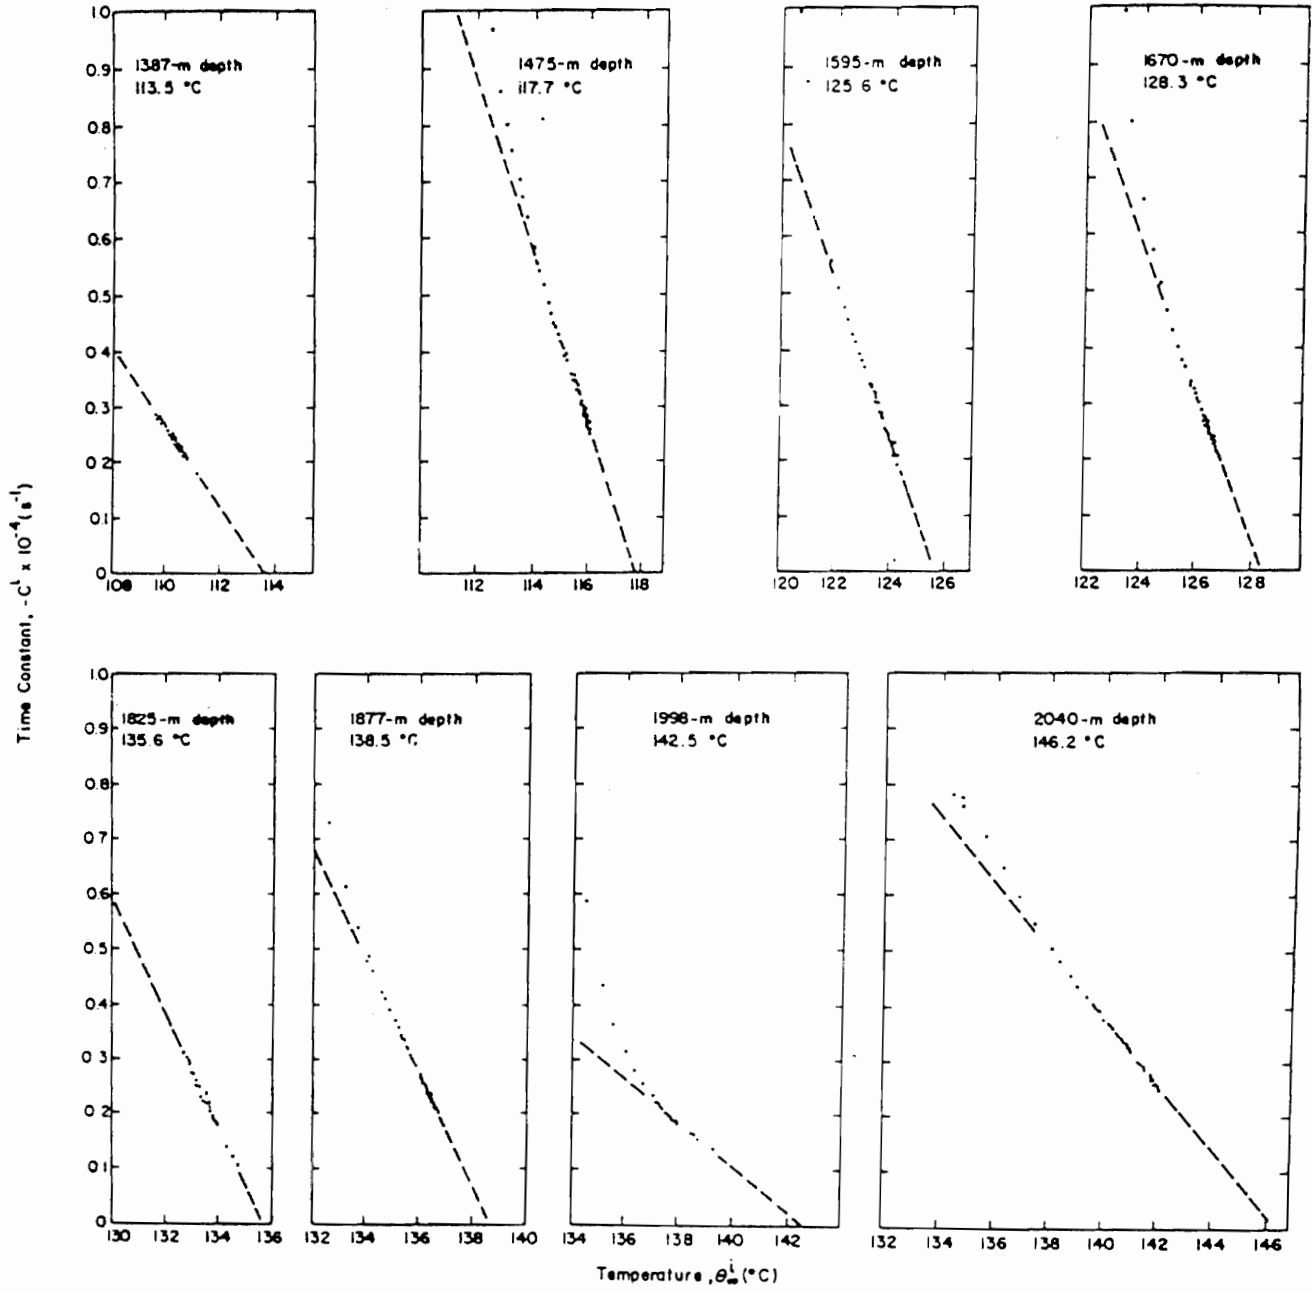 1387-m depth
113.5 °C
1475-m depth
117.7 °C
1595-m depth
125 6 °C
1670-m depth
128.3 °C
1.0
0.9
0.8
0.7
0.6
0.5
0.4
0.3
0.2
0.1
0
108 110 112 114
112 114 116 118
120 122 124 126
122 124 126 128
Time Constant, -C^i x 10^-4 (s^-1)
1825-m depth
135.6 °C
1877-m depth
138.5 °C
1998-m depth
142.5 °C
2040-m depth
146.2 °C
1.0
0.9
0.8
0.7
0.6
0.5
0.4
0.3
0.2
0.1
0
130 132 134 136
132 134 136 138 140
134 136 138 140 142
132 134 136 138 140 142 144 146
Temperature, θ^i_∞ (°C)